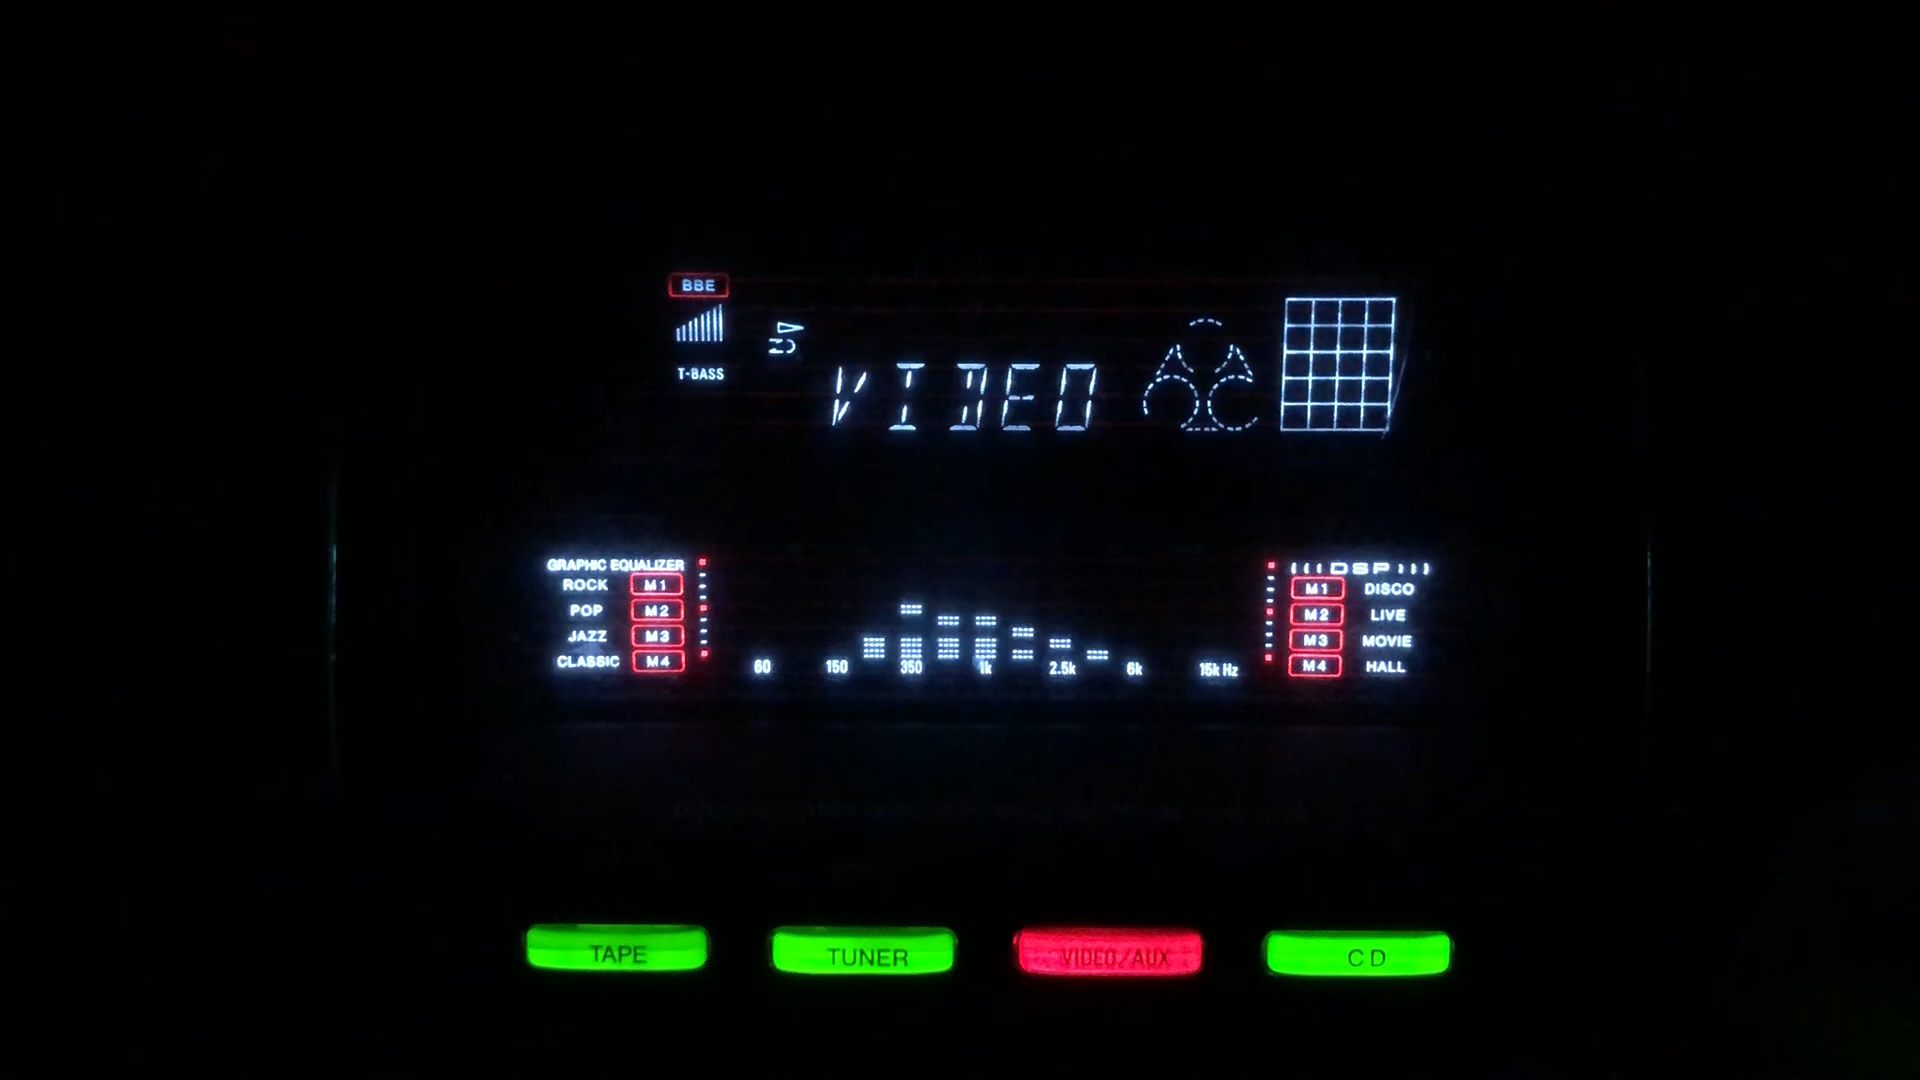 BBE
T-BASS
VIDEO
GRAPHIC EQUALIZER
ROCK M1
POP M2
JAZZ M3
CLASSIC M4
60 150 350 1k 2.5k 6k 15k Hz
DSP
M1 DISCO
M2 LIVE
M3 MOVIE
M4 HALL
TAPE TUNER VIDEO/AUX CD